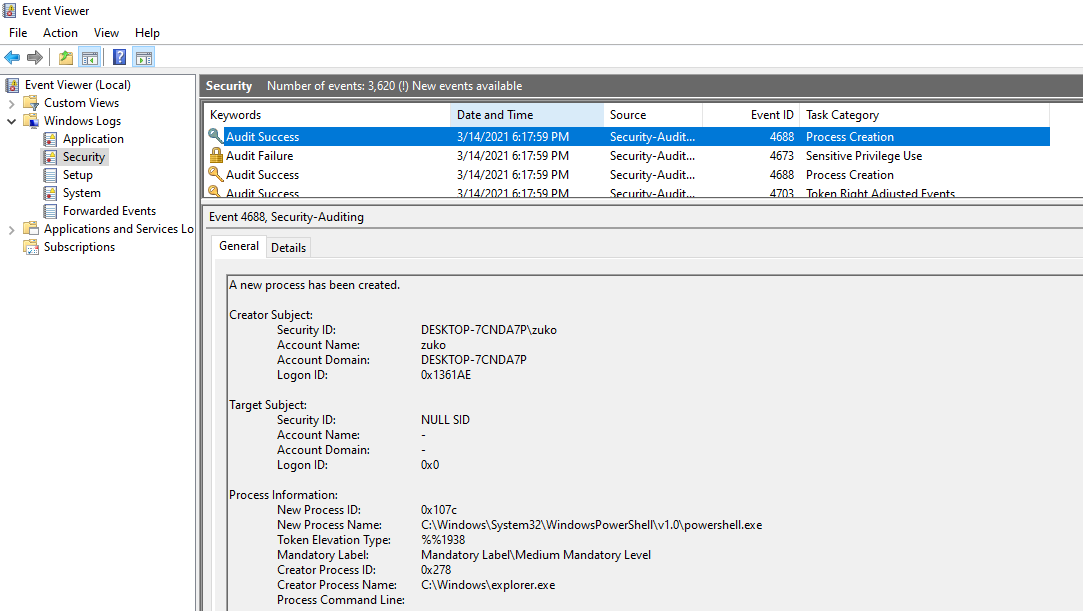 Event Viewer
File Action View Help
Event Viewer (Local)
Custom Views
Windows Logs
Application
Security
Setup
System
Forwarded Events
Applications and Services Lo
Subscriptions
Security Number of events: 3,620 (!) New events available
Keywords Date and Time Source Event ID Task Category
Audit Success 3/14/2021 6:17:59 PM Security-Audit... 4688 Process Creation
Audit Failure 3/14/2021 6:17:59 PM Security-Audit... 4673 Sensitive Privilege Use
Audit Success 3/14/2021 6:17:59 PM Security-Audit... 4688 Process Creation
Audit Success 3/14/2021 6:17:59 PM Security-Audit... 4703 Token Right Adjusted Events
Event 4688, Security-Auditing
General Details
A new process has been created.
Creator Subject:
Security ID: DESKTOP-7CNDA7P\zuko
Account Name: zuko
Account Domain: DESKTOP-7CNDA7P
Logon ID: 0x1361AE
Target Subject:
Security ID: NULL SID
Account Name: -
Account Domain: -
Logon ID: 0x0
Process Information:
New Process ID: 0x107c
New Process Name: C:\Windows\System32\WindowsPowerShell\v1.0\powershell.exe
Token Elevation Type: %%1938
Mandatory Label: Mandatory Label\Medium Mandatory Level
Creator Process ID: 0x278
Creator Process Name: C:\Windows\explorer.exe
Process Command Line: